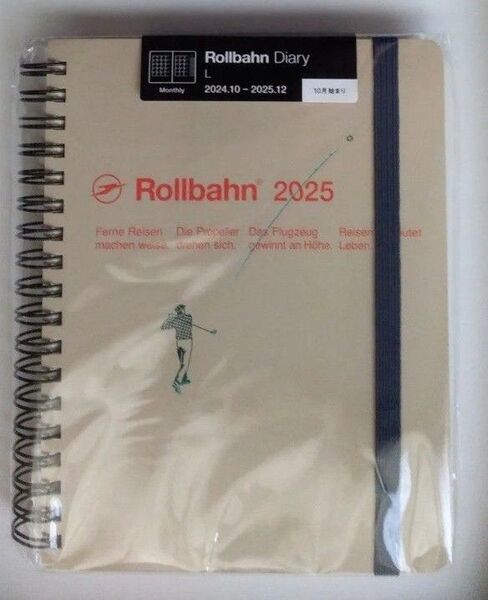 Rollbahn Diary
L
Monthly
2024.10 – 2025.12
10月始まり
Rollbahn® 2025
Ferne Reisen Die Propeller Das Flugzeug
machen weise. drehen sich. gewinnt an Höhe. Leben.